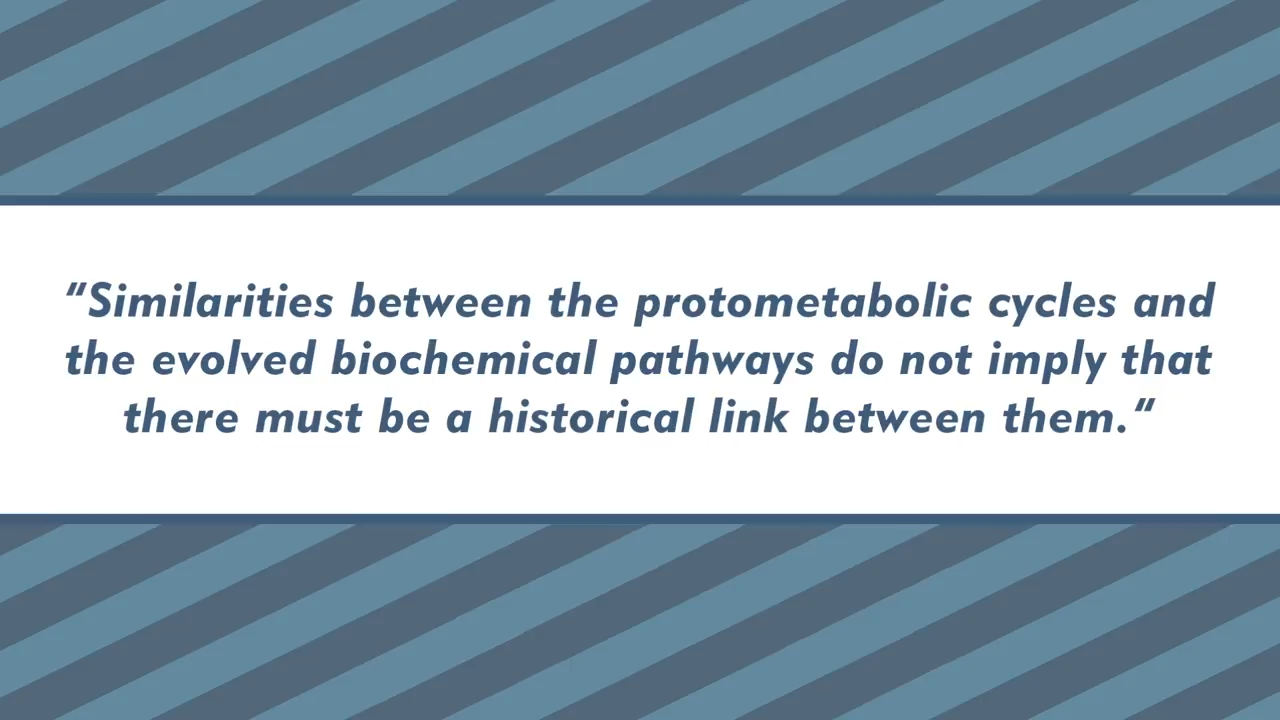 “Similarities between the protometabolic cycles and
the evolved biochemical pathways do not imply that
there must be a historical link between them.“